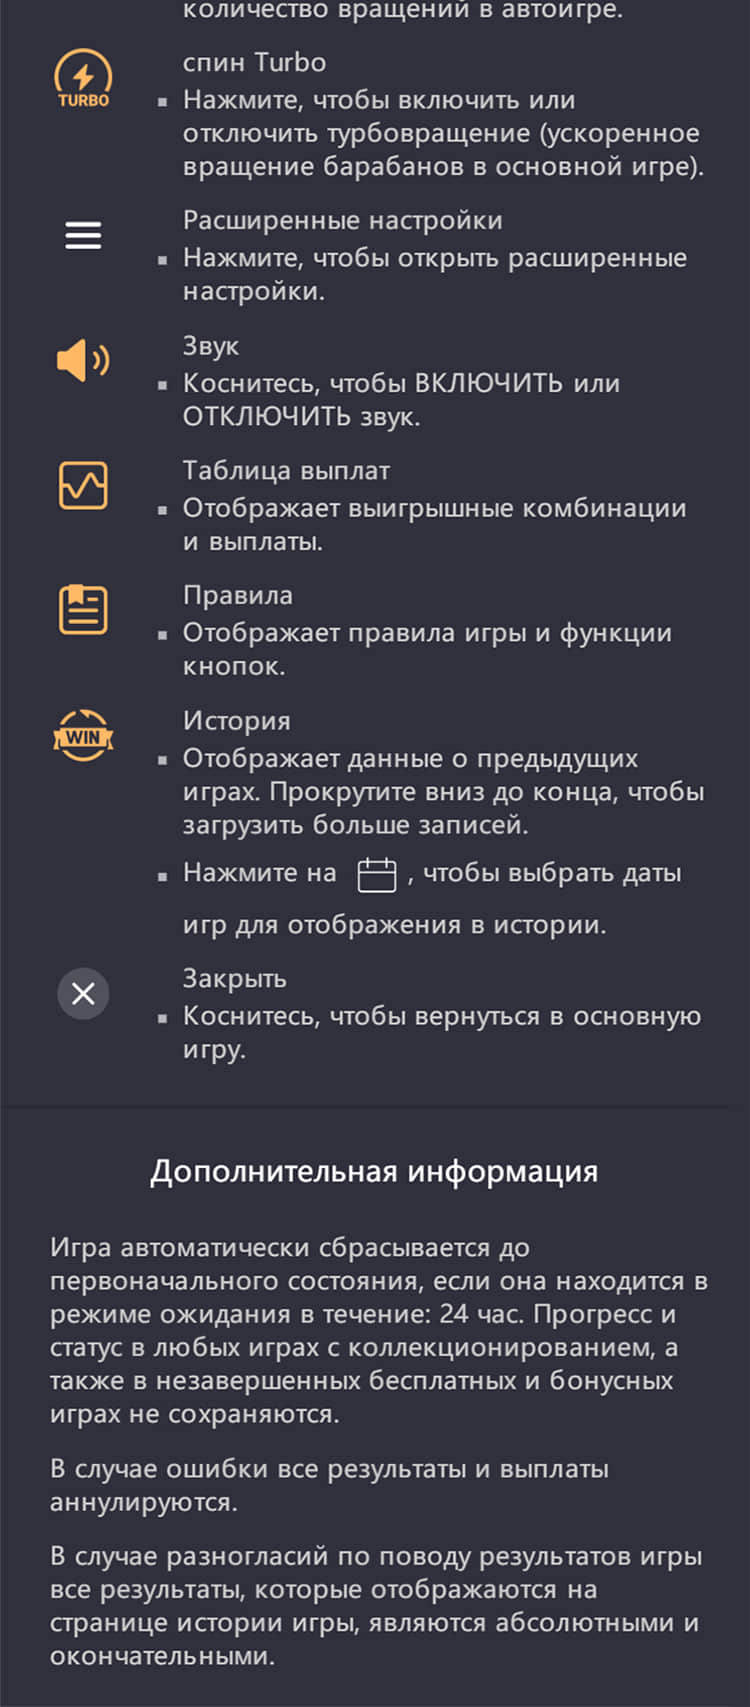 количество вращений в автоигре.
спин Turbo
TURBO
▪ Нажмите, чтобы включить или
отключить турбовращение (ускоренное
вращение барабанов в основной игре).
Расширенные настройки
▪ Нажмите, чтобы открыть расширенные
настройки.
Звук
▪ Коснитесь, чтобы ВКЛЮЧИТЬ или
ОТКЛЮЧИТЬ звук.
Таблица выплат
▪ Отображает выигрышные комбинации
и выплаты.
Правила
▪ Отображает правила игры и функции
кнопок.
История
WIN
▪ Отображает данные о предыдущих
играх. Прокрутите вниз до конца, чтобы
загрузить больше записей.
▪ Нажмите на , чтобы выбрать даты
игр для отображения в истории.
Закрыть
▪ Коснитесь, чтобы вернуться в основную
игру.
Дополнительная информация
Игра автоматически сбрасывается до
первоначального состояния, если она находится в
режиме ожидания в течение: 24 час. Прогресс и
статус в любых играх с коллекционированием, а
также в незавершенных бесплатных и бонусных
играх не сохраняются.
В случае ошибки все результаты и выплаты
аннулируются.
В случае разногласий по поводу результатов игры
все результаты, которые отображаются на
странице истории игры, являются абсолютными и
окончательными.